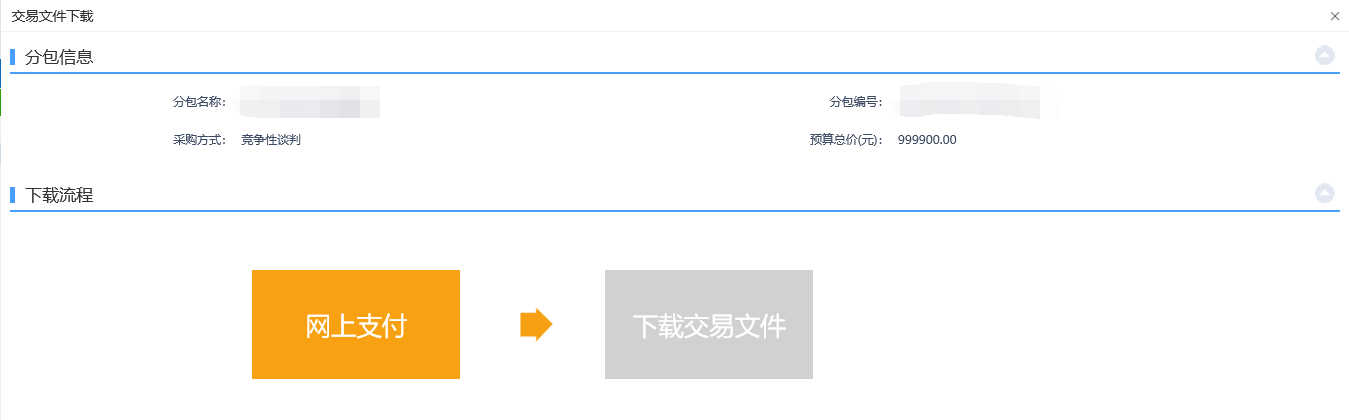 交易文件下载
分包信息
分包名称：
分包编号：
采购方式： 竞争性谈判
预算总价(元)： 999900.00
下载流程
网上支付
下载交易文件